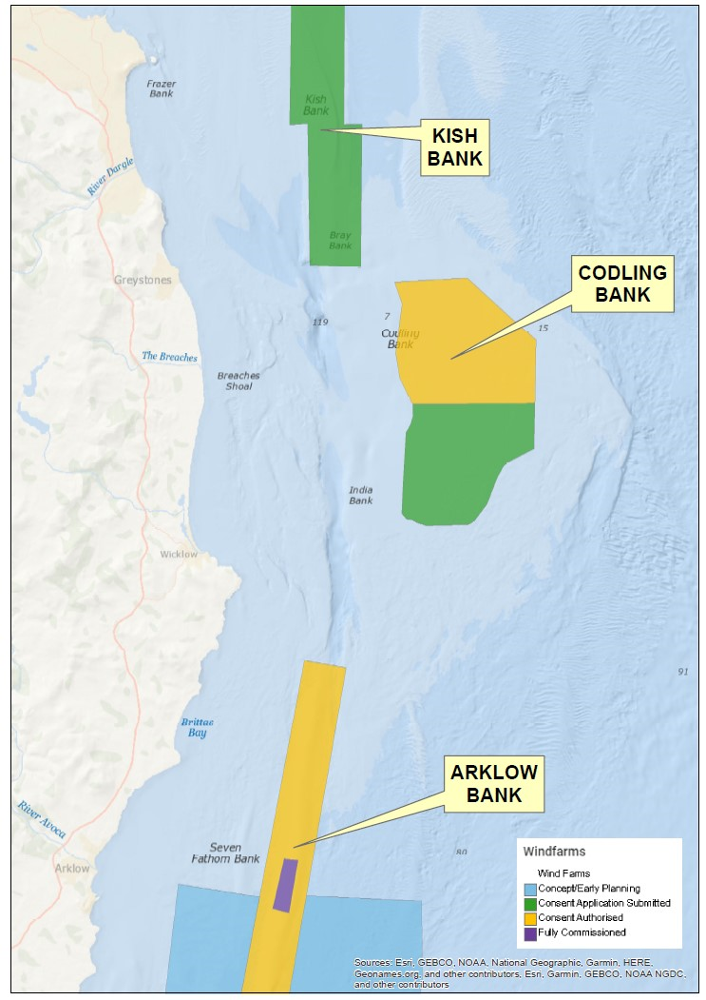 Frazer
Bank
Kish
Bank
KISH
BANK
River Dargle
Bray
Bank
CODLING
BANK
Greystones
119
7
15
Codling
Bank
The Breaches
Breaches
Shoal
India
Bank
Wicklow
91
Brittas
Bay
ARKLOW
BANK
River Avoca
Seven
Fathom Bank
80
Arklow
Windfarms
Wind Farms
Concept/Early Planning
Consent Application Submitted
Consent Authorised
Fully Commissioned
Sources: Esri, GEBCO, NOAA, National Geographic, Garmin, HERE,
Geonames.org, and other contributors, Esri, Garmin, GEBCO, NOAA NGDC,
and other contributors